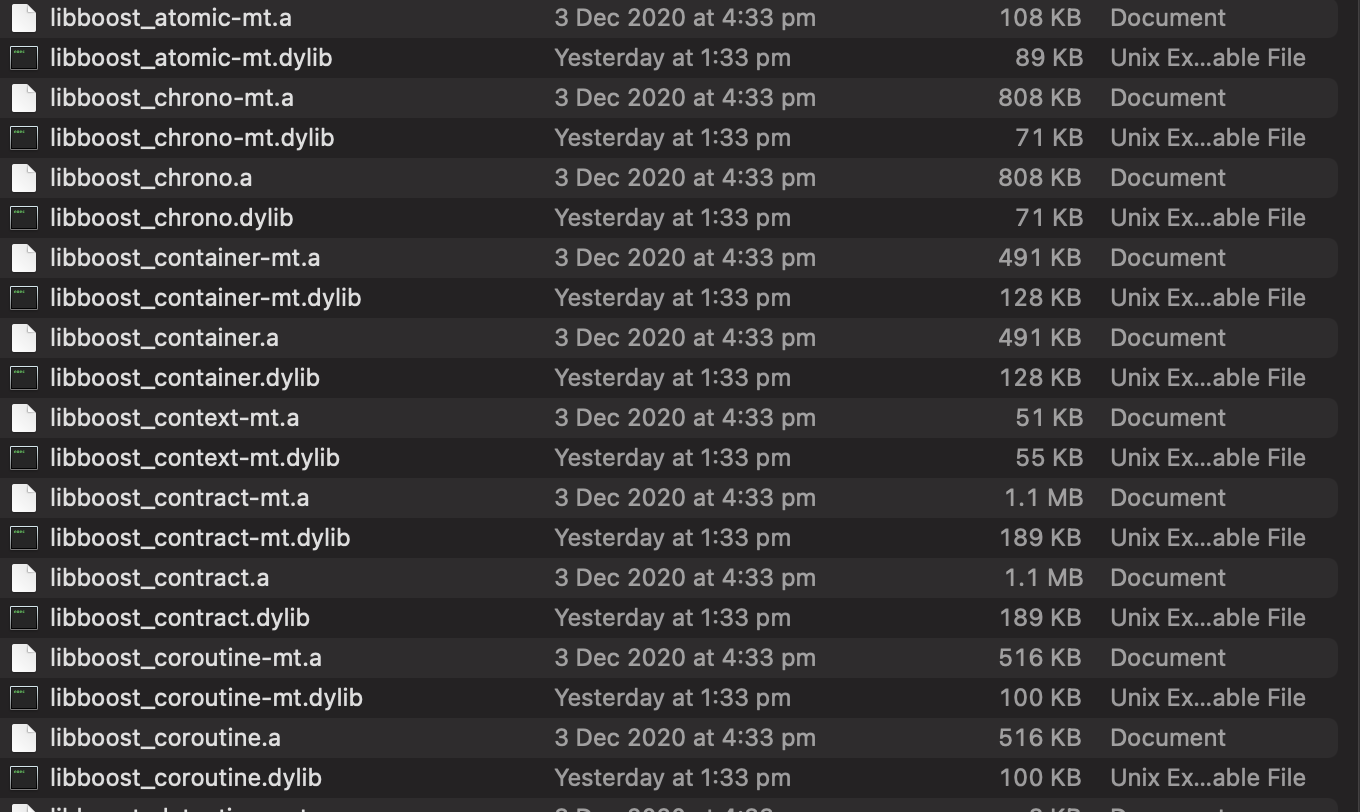 libboost_atomic-mt.a 3 Dec 2020 at 4:33 pm 108 KB Document
libboost_atomic-mt.dylib Yesterday at 1:33 pm 89 KB Unix Ex...able File
libboost_chrono-mt.a 3 Dec 2020 at 4:33 pm 808 KB Document
libboost_chrono-mt.dylib Yesterday at 1:33 pm 71 KB Unix Ex...able File
libboost_chrono.a 3 Dec 2020 at 4:33 pm 808 KB Document
libboost_chrono.dylib Yesterday at 1:33 pm 71 KB Unix Ex...able File
libboost_container-mt.a 3 Dec 2020 at 4:33 pm 491 KB Document
libboost_container-mt.dylib Yesterday at 1:33 pm 128 KB Unix Ex...able File
libboost_container.a 3 Dec 2020 at 4:33 pm 491 KB Document
libboost_container.dylib Yesterday at 1:33 pm 128 KB Unix Ex...able File
libboost_context-mt.a 3 Dec 2020 at 4:33 pm 51 KB Document
libboost_context-mt.dylib Yesterday at 1:33 pm 55 KB Unix Ex...able File
libboost_contract-mt.a 3 Dec 2020 at 4:33 pm 1.1 MB Document
libboost_contract-mt.dylib Yesterday at 1:33 pm 189 KB Unix Ex...able File
libboost_contract.a 3 Dec 2020 at 4:33 pm 1.1 MB Document
libboost_contract.dylib Yesterday at 1:33 pm 189 KB Unix Ex...able File
libboost_coroutine-mt.a 3 Dec 2020 at 4:33 pm 516 KB Document
libboost_coroutine-mt.dylib Yesterday at 1:33 pm 100 KB Unix Ex...able File
libboost_coroutine.a 3 Dec 2020 at 4:33 pm 516 KB Document
libboost_coroutine.dylib Yesterday at 1:33 pm 100 KB Unix Ex...able File